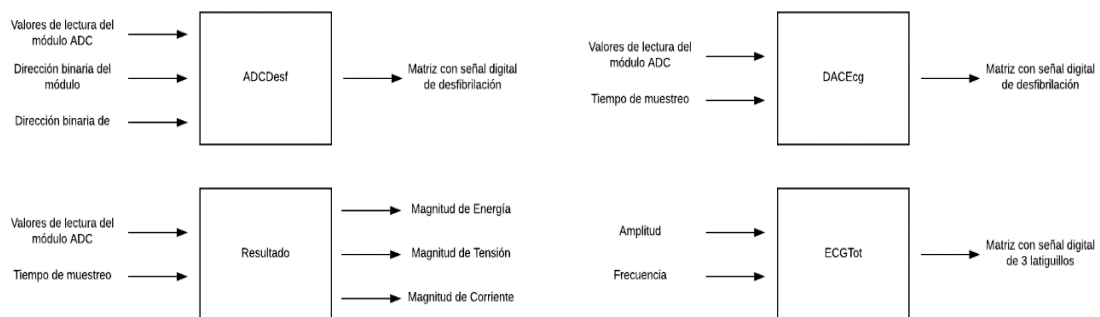 Valores de lectura del
módulo ADC
Dirección binaria del
módulo
Dirección binaria de
ADCDesf
Matriz con señal digital
de desfibrilación
Valores de lectura del
módulo ADC
Tiempo de muestreo
DACEcg
Matriz con señal digital
de desfibrilación
Valores de lectura del
módulo ADC
Tiempo de muestreo
Resultado
Magnitud de Energía
Magnitud de Tensión
Magnitud de Corriente
Amplitud
Frecuencia
ECGTot
Matriz con señal digital
de 3 latiguillos